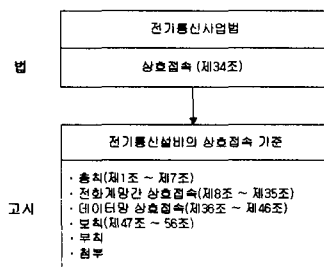 전기통신사업법
법
상호접속 (제34조)
전기통신설비의 상호접속 기준
· 총칙(제1조 ~ 제7조)
· 전화계망간 상호접속(제8조 ~ 제35조)
고시
· 데이터망 상호접속(제36조 ~ 제46조)
· 보칙(제47조 ~ 56조)
· 부칙
· 첨부